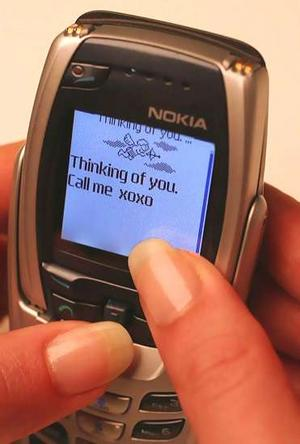 NOKIA
Thinking of you. ...
Thinking of you.
Call me xoxo